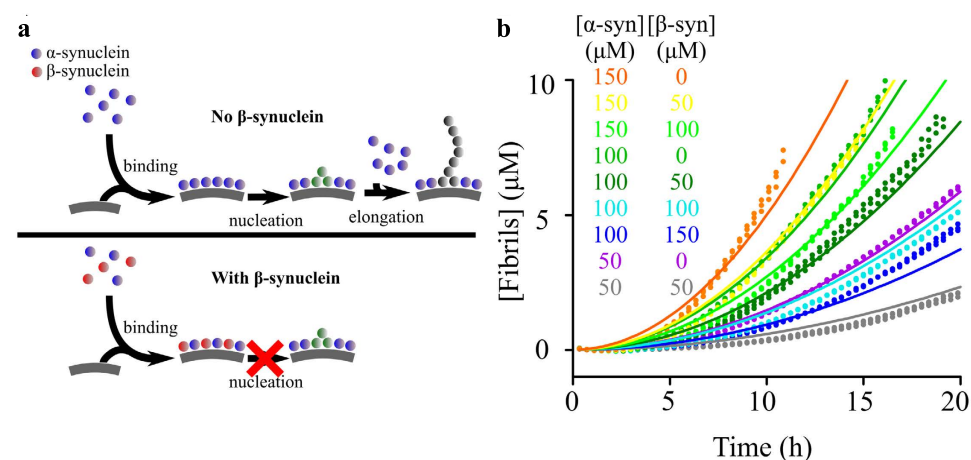 a
α-synuclein
β-synuclein
No β-synuclein
binding
nucleation
elongation
With β-synuclein
binding
nucleation
b
[α-syn] [β-syn]
(μM) (μM)
150 0
150 50
150 100
100 0
100 50
100 100
100 150
50 0
50 50
[Fibrils] (μM)
10
5
0
0 5 10 15 20
Time (h)